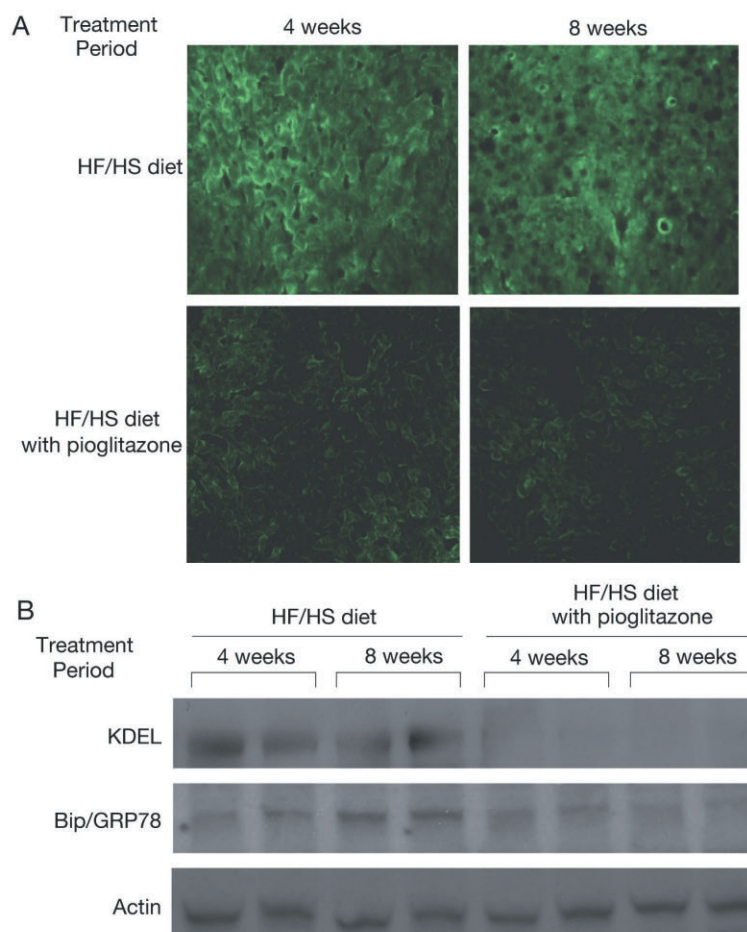 A
Treatment
Period
4 weeks
8 weeks
HF/HS diet
HF/HS diet
with pioglitazone
B
Treatment
Period
HF/HS diet
HF/HS diet
with pioglitazone
4 weeks
8 weeks
4 weeks
8 weeks
KDEL
Bip/GRP78
Actin